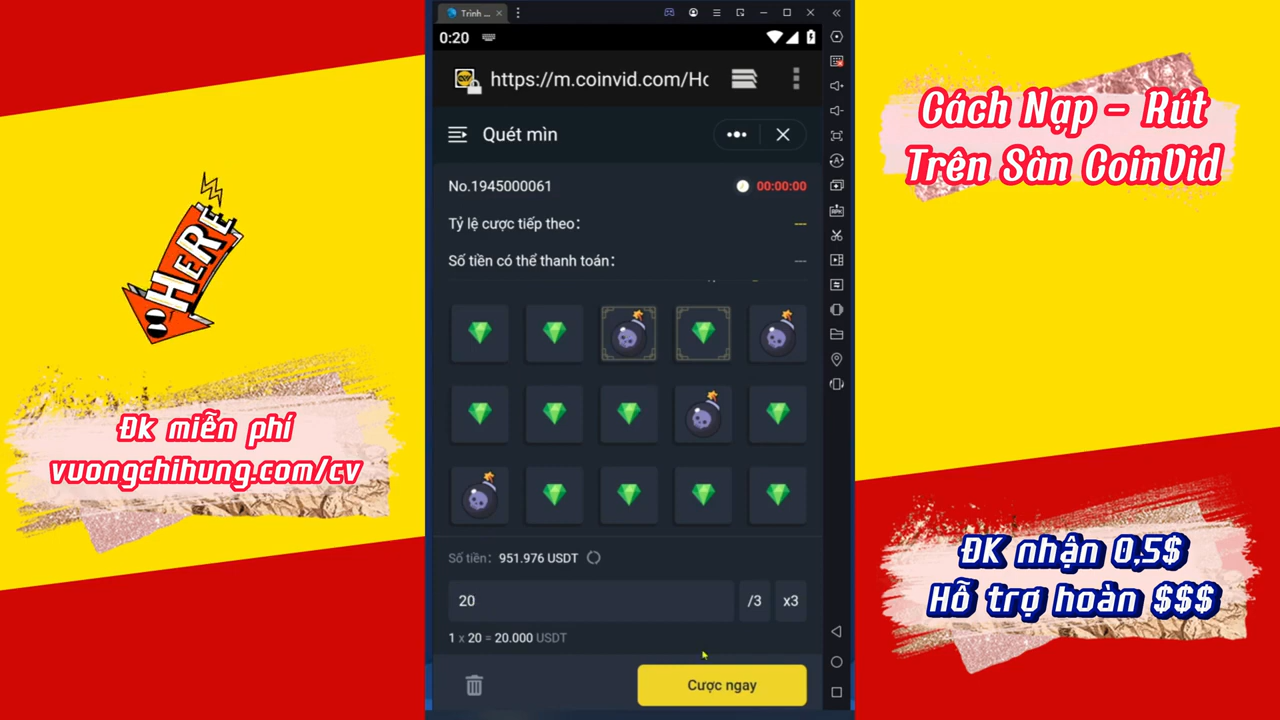 Trinh ...
0:20
https://m.coinvid.com/Ho
Quét mìn
No.1945000061
00:00:00
Tỷ lệ cược tiếp theo:
---
Số tiền có thể thanh toán:
---
Số tiền: 951.976 USDT
20
/3
x3
1 x 20 = 20.000 USDT
Cược ngay
HERE
Đk miễn phí
vuongchihung.com/cv
Cách Nạp - Rút
Trên Sàn CoinVid
ĐK nhận 0,5$
Hỗ trợ hoàn $$$